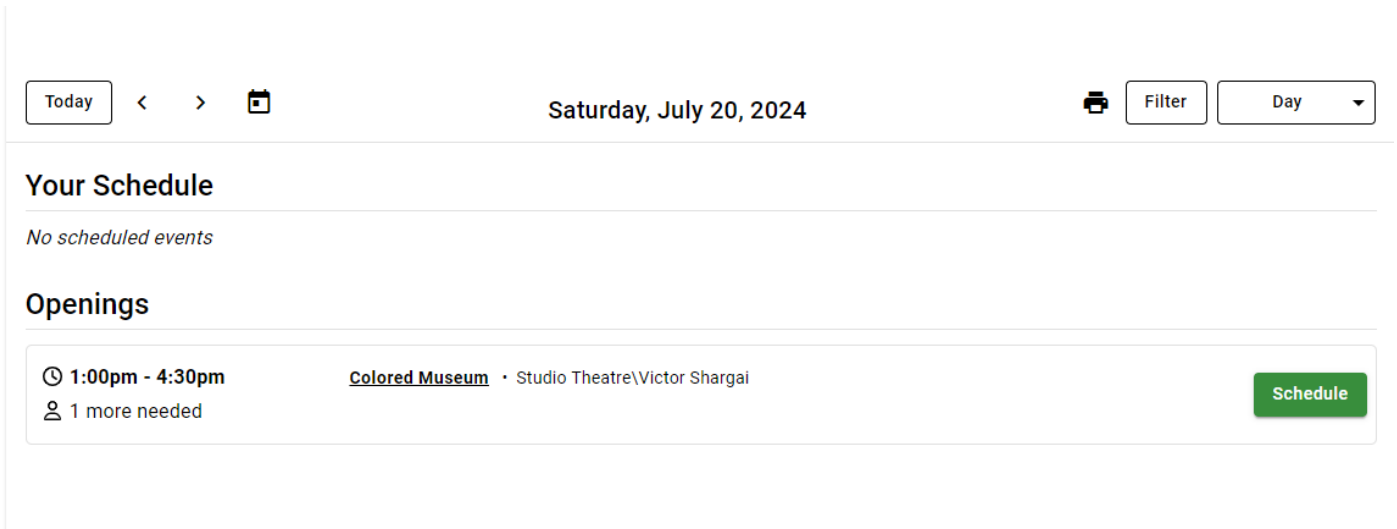 Today Saturday, July 20, 2024 Filter Day
Your Schedule
No scheduled events
Openings
1:00pm - 4:30pm Colored Museum • Studio Theatre\Victor Shargai
Schedule
1 more needed